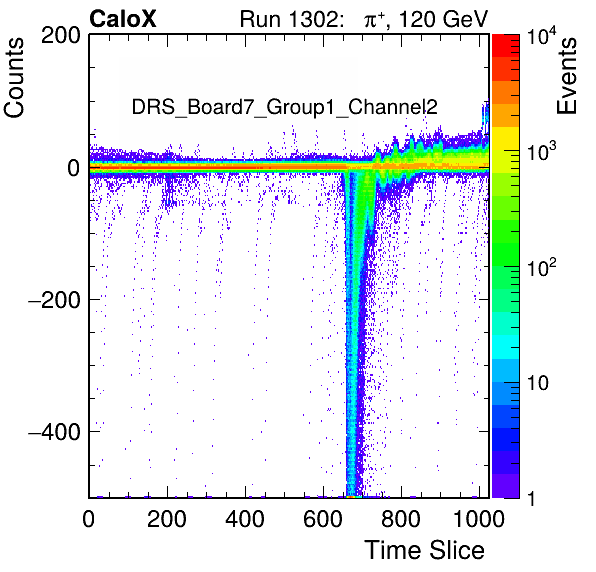 CaloX Run 1302: π⁺, 120 GeV
Counts
Events
DRS_Board7_Group1_Channel2
200
0
−200
−400
0 200 400 600 800 1000
Time Slice
10⁴
10³
10²
10
1